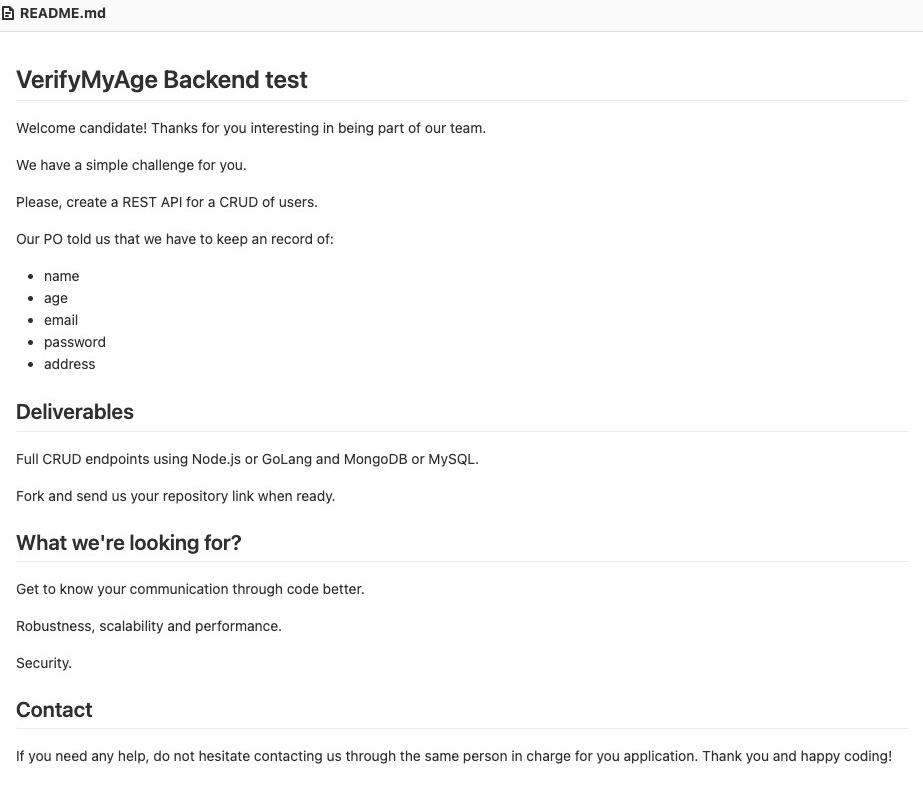 README.md
VerifyMyAge Backend test
Welcome candidate! Thanks for you interesting in being part of our team.
We have a simple challenge for you.
Please, create a REST API for a CRUD of users.
Our PO told us that we have to keep an record of:
name
age
email
password
address
Deliverables
Full CRUD endpoints using Node.js or GoLang and MongoDB or MySQL.
Fork and send us your repository link when ready.
What we're looking for?
Get to know your communication through code better.
Robustness, scalability and performance.
Security.
Contact
If you need any help, do not hesitate contacting us through the same person in charge for you application. Thank you and happy coding!